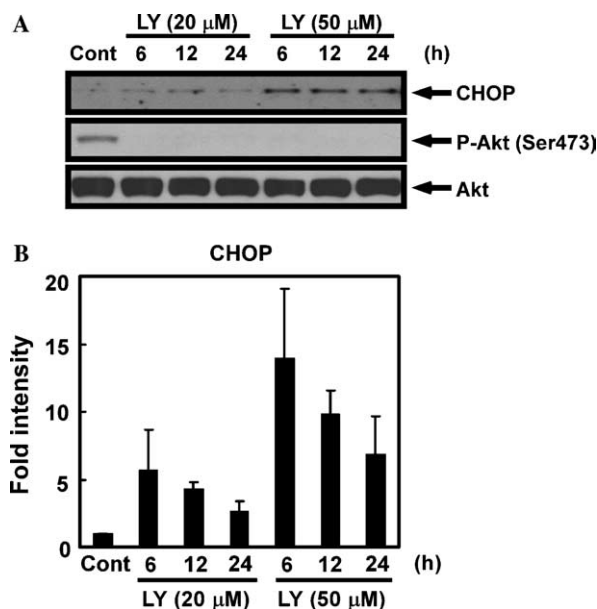 A
LY (20 μM) LY (50 μM)
Cont 6 12 24 6 12 24 (h)
CHOP
P-Akt (Ser473)
Akt
B
CHOP
Fold intensity
20
15
10
5
0
Cont 6 12 24 6 12 24 (h)
LY (20 μM) LY (50 μM)